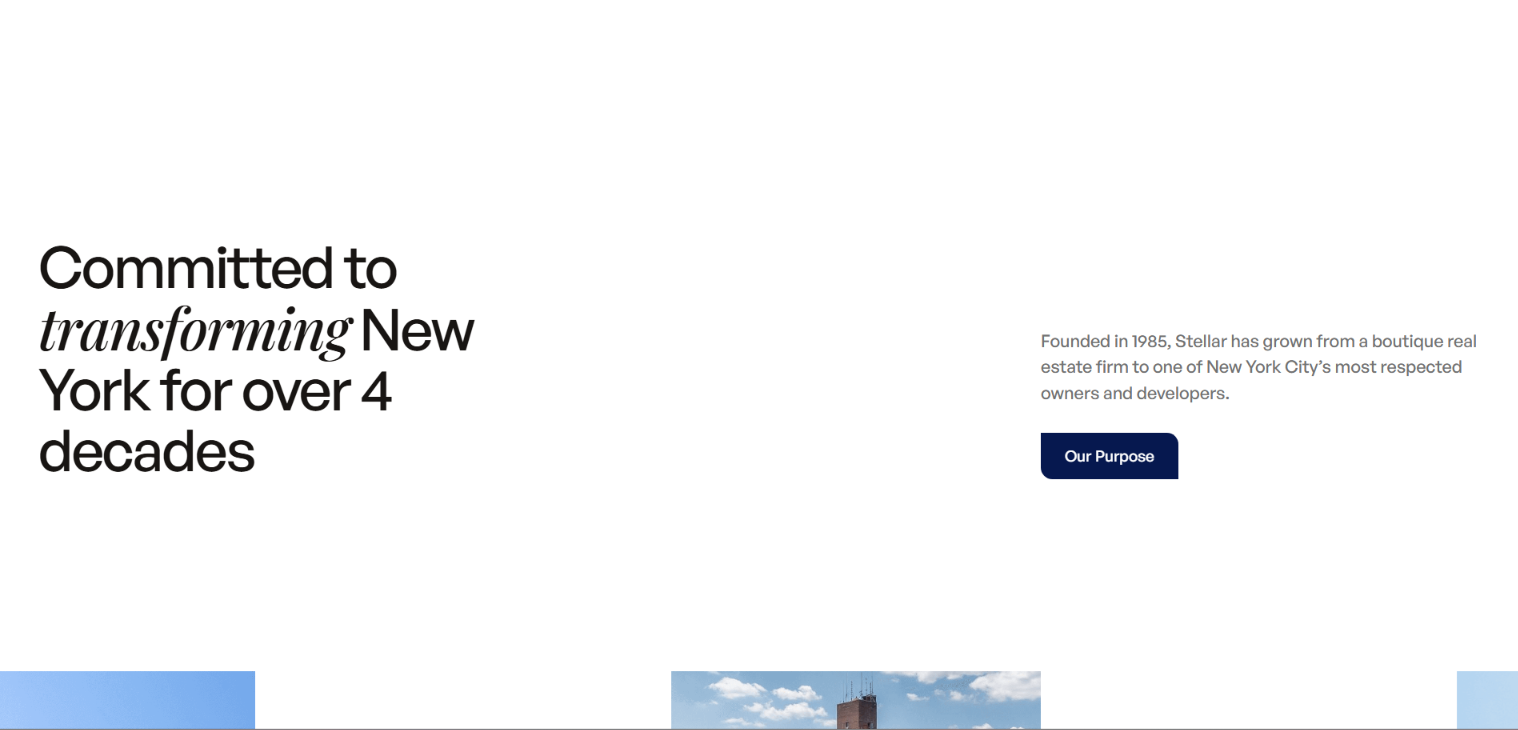 Committed to
transforming New
York for over 4
decades
Founded in 1985, Stellar has grown from a boutique real
estate firm to one of New York City’s most respected
owners and developers.
Our Purpose